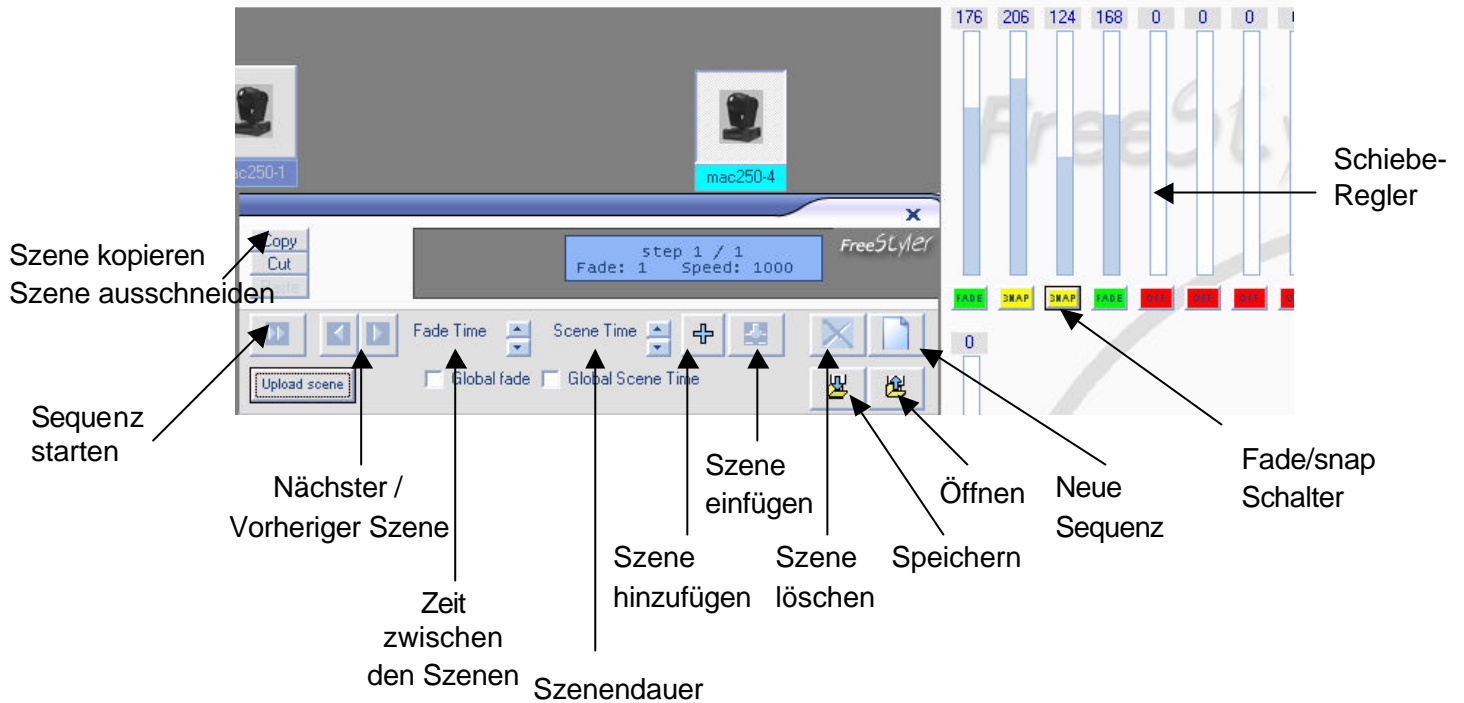 176 206 124 168 0 0 0
mac250-4
ac250-1
Schiebe-
Regler
FreeStyler
Copy
Cut
Paste
step 1 / 1
Fade: 1 Speed: 1000
FreeStyler
Szene kopieren
Szene ausschneiden
FADE SNAP SNAP FADE OFF OFF OFF
Fade Time
Scene Time
0
Upload scene
Global fade
Global Scene Time
Sequenz
starten
Nächster /
Vorheriger Szene
Szene
einfügen
Öffnen
Neue
Sequenz
Fade/snap
Schalter
Szene
hinzufügen
Szene
löschen
Speichern
Zeit
zwischen
den Szenen
Szenendauer